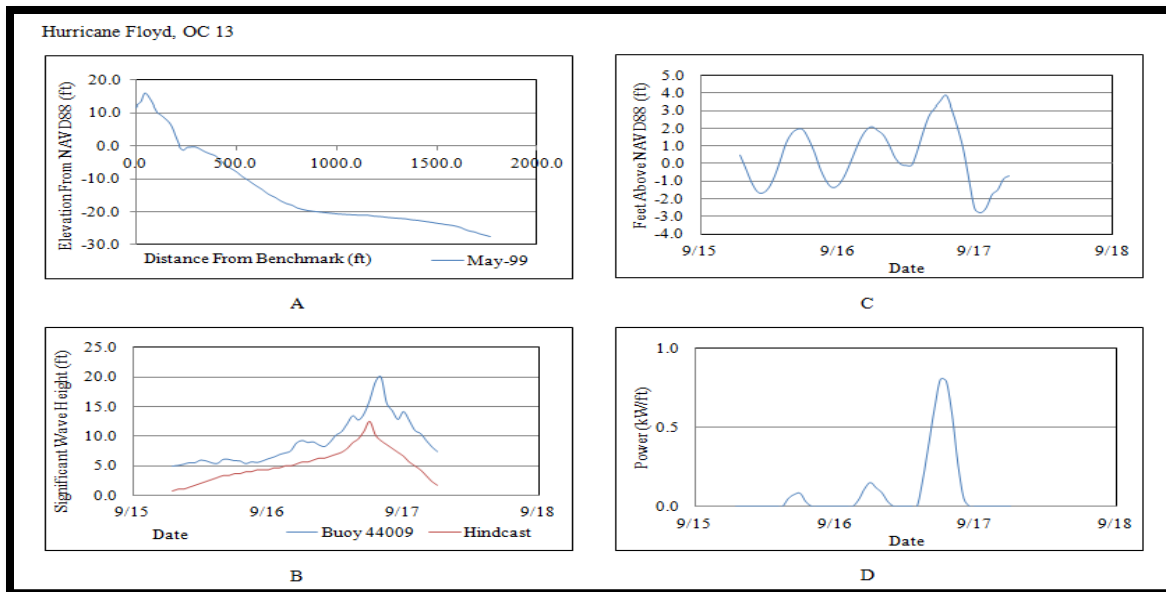 Hurricane Floyd, OC 13
Elevation From NAVD88 (ft)
20.0
10.0
0.0
-10.0
-20.0
-30.0
0.0 500.0 1000.0 1500.0 2000.0
Distance From Benchmark (ft)
May-99
A
Feet Above NAVD88 (ft)
5.0
4.0
3.0
2.0
1.0
0.0
-1.0
-2.0
-3.0
-4.0
9/15 9/16 9/17 9/18
Date
C
Significant Wave Height (ft)
25.0
20.0
15.0
10.0
5.0
0.0
9/15 9/16 9/17 9/18
Date
Buoy 44009 Hindcast
B
Power (kW/ft)
1.0
0.5
0.0
9/15 9/16 9/17 9/18
Date
D